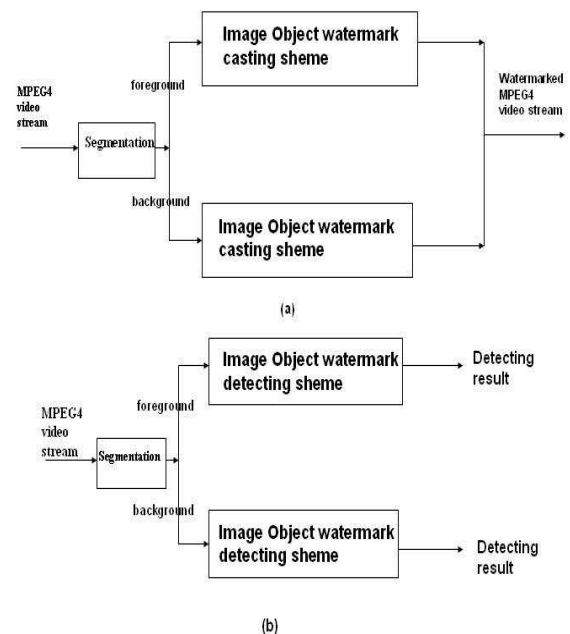 Image Object watermark
casting sheme
MPEG4
video
stream
foreground
Segmentation
Watermarked
MPEG4
video stream
background
Image Object watermark
casting sheme
(a)
Image Object watermark
detecting sheme
Detecting
result
foreground
MPEG4
video
stream
Segmentation
background
Image Object watermark
detecting sheme
Detecting
result
(b)